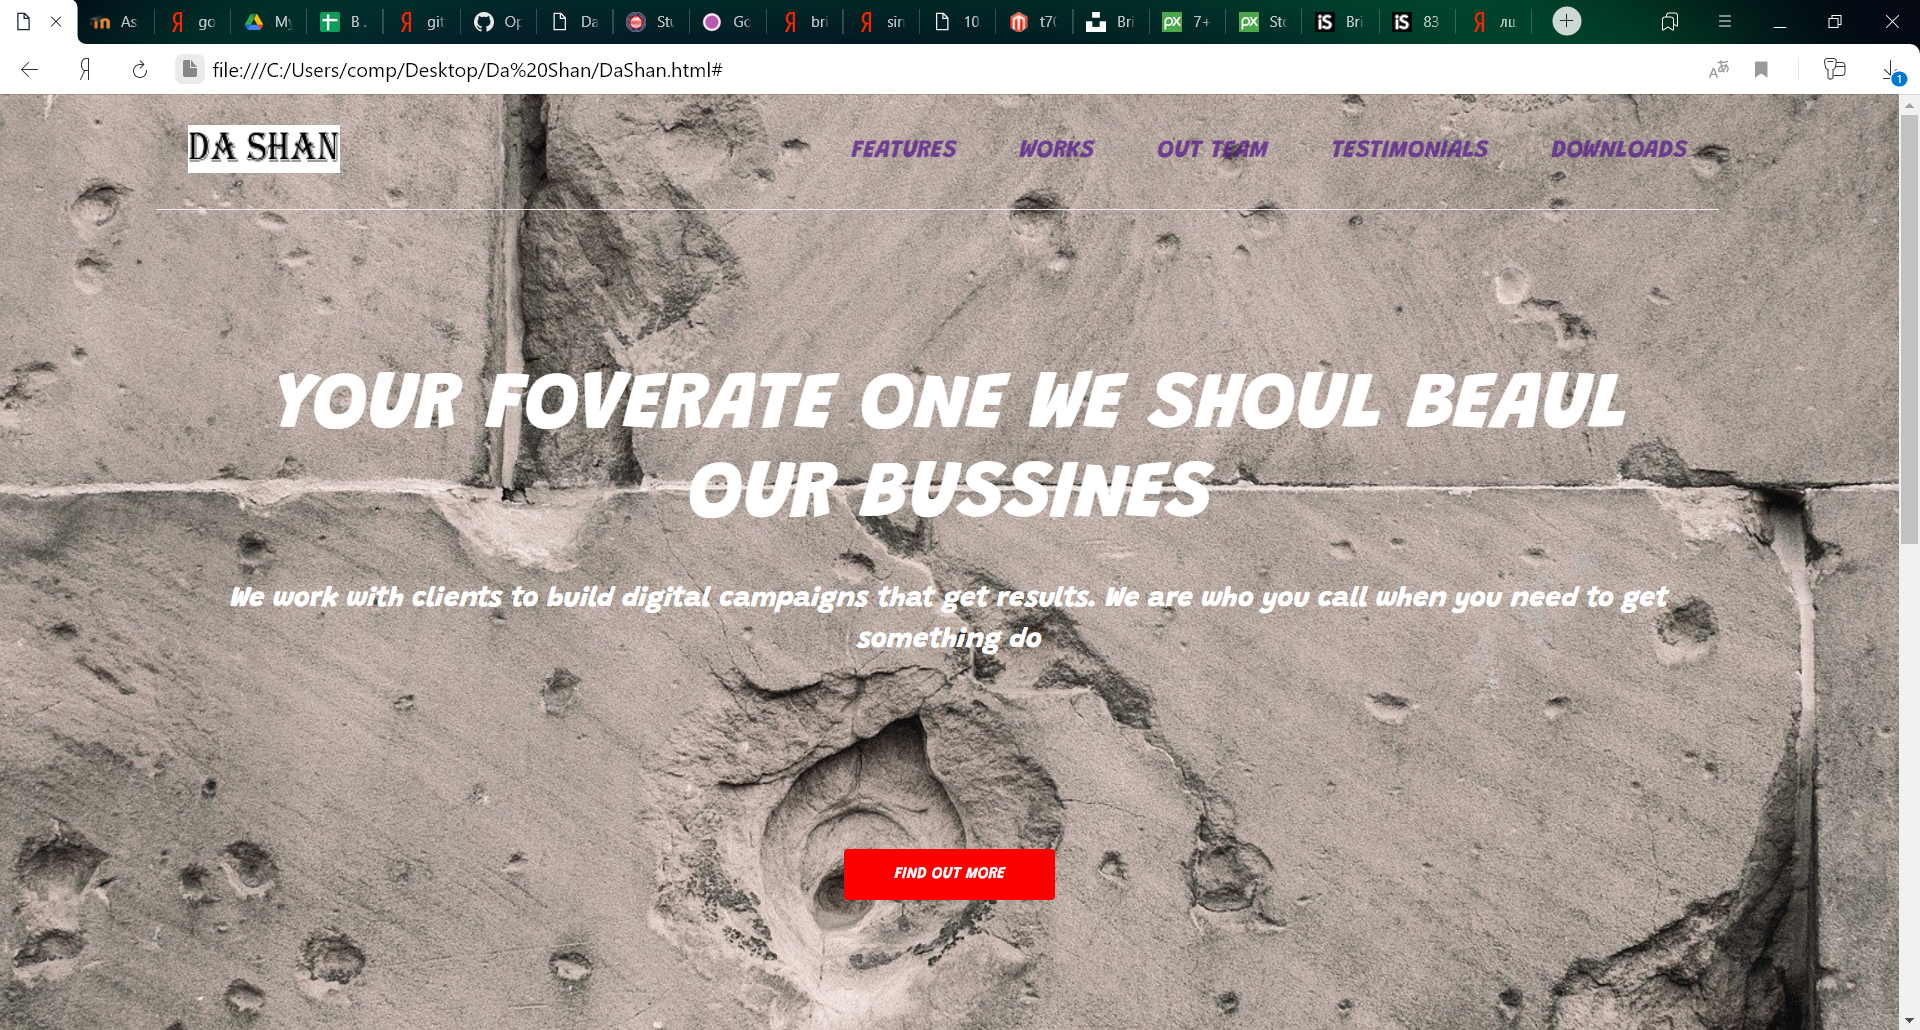 As
go
My
B.
git
Op
Da
Stu
Go
bri
sin
10
t7(
Bri
7+
Sto
Bri
83
лц
file:///C:/Users/comp/Desktop/Da%20Shan/DaShan.html#
1
DA SHAN
FEATURES WORKS OUT TEAM TESTIMONIALS DOWNLOADS
YOUR FOVERATE ONE WE SHOUL BEAUL
OUR BUSSINES
We work with clients to build digital campaigns that get results. We are who you call when you need to get
something do
FIND OUT MORE